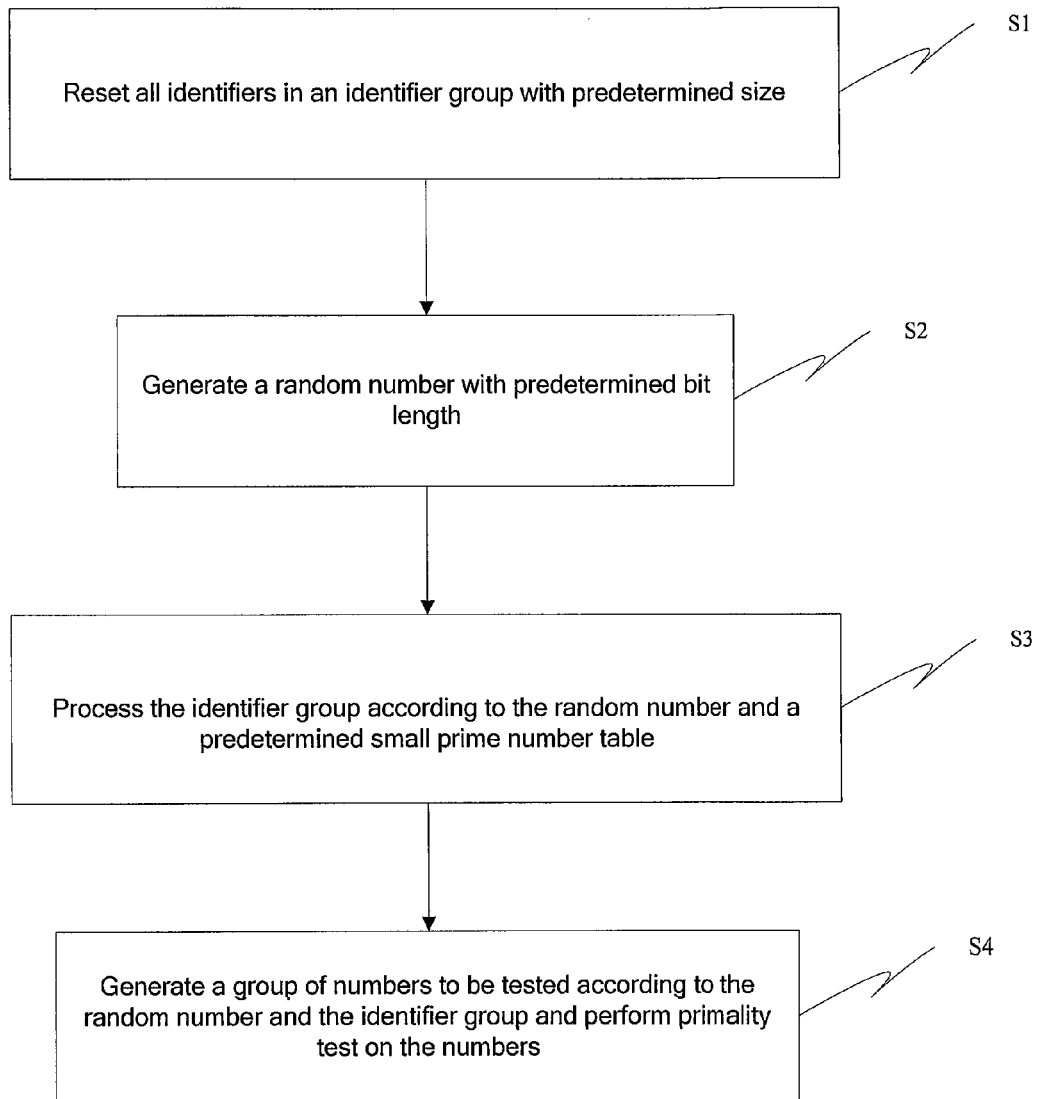 S1
Reset all identifiers in an identifier group with predetermined size
S2
Generate a random number with predetermined bit
length
S3
Process the identifier group according to the random number and a
predetermined small prime number table
S4
Generate a group of numbers to be tested according to the
random number and the identifier group and perform primality
test on the numbers